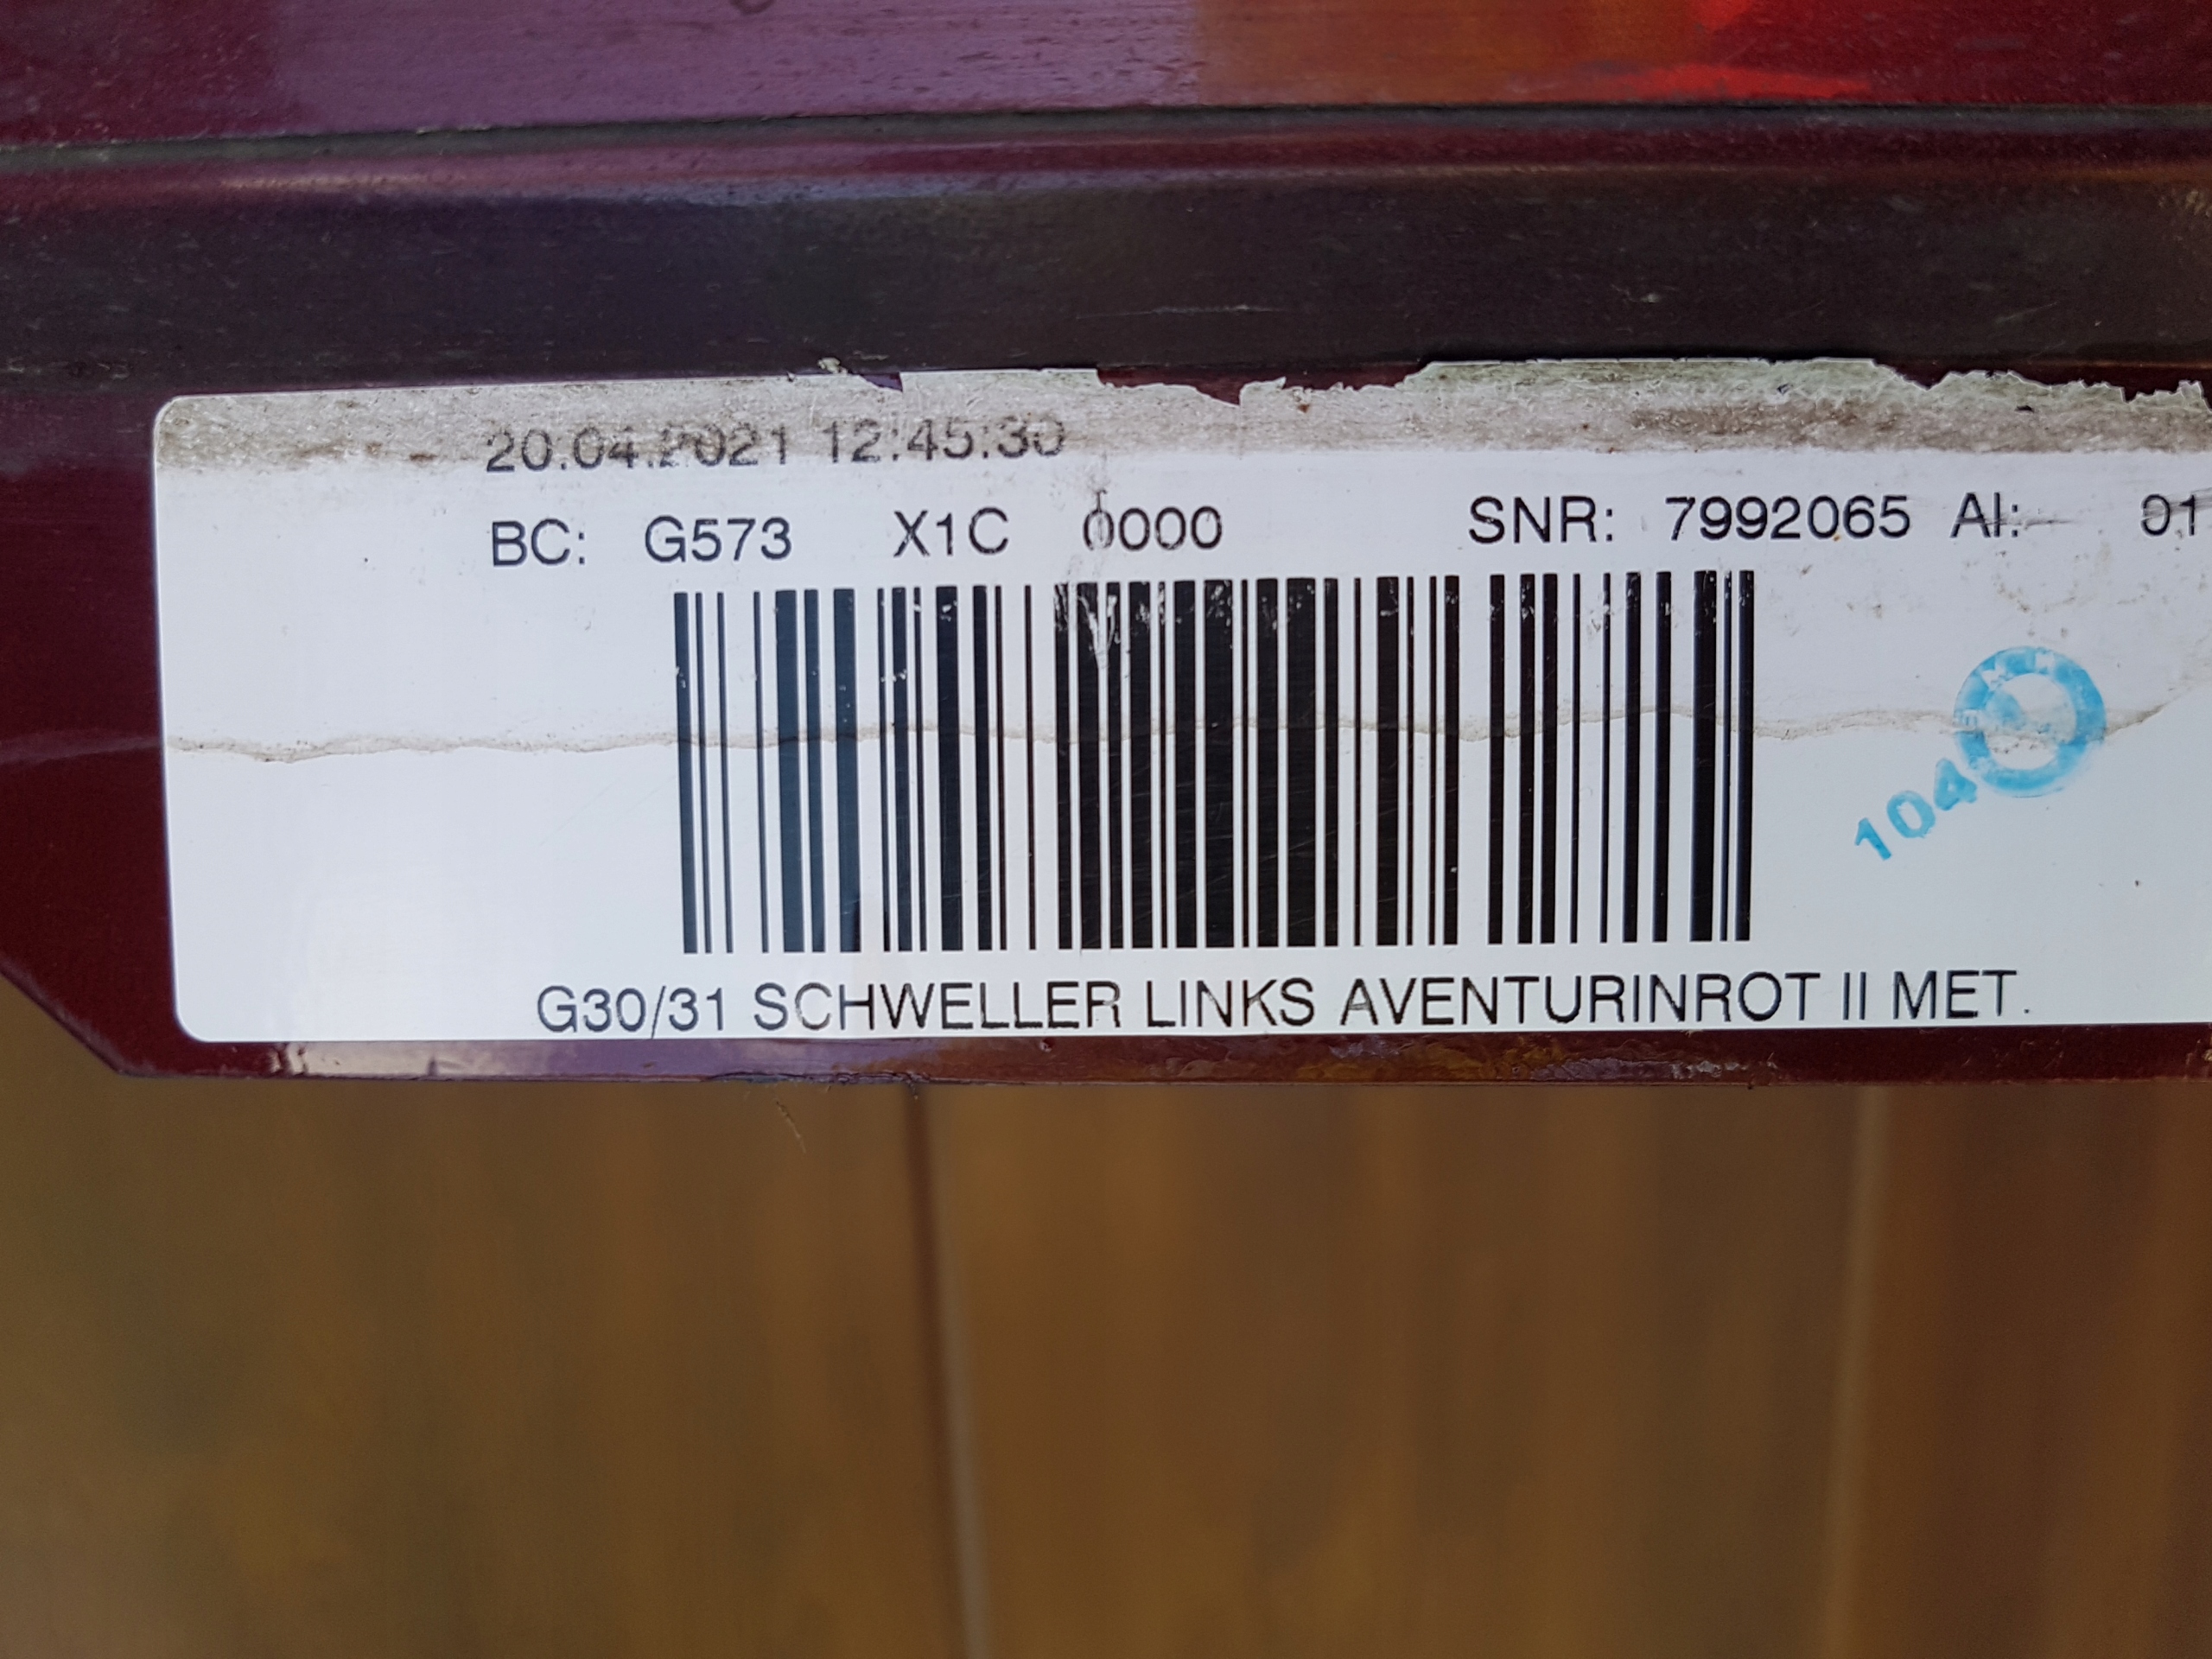 20.04.2021 12:45:30
BC: G573 X1C 0000 SNR: 7992065 AI: 01
104
G30/31 SCHWELLER LINKS AVENTURINROT II MET.